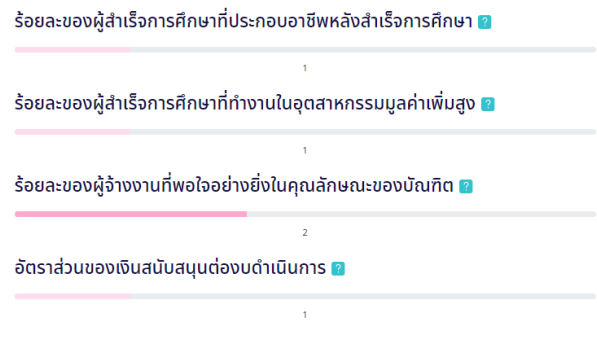 ร้อยละของผู้สำเร็จการศึกษาที่ประกอบอาชีพหลังสำเร็จการศึกษา ?
1
ร้อยละของผู้สำเร็จการศึกษาที่ทำงานในอุตสาหกรรมมูลค่าเพิ่มสูง ?
1
ร้อยละของผู้จ้างงานที่พอใจอย่างยิ่งในคุณลักษณะของบัณฑิต ?
2
อัตราส่วนของเงินสนับสนุนต่องบดำเนินการ ?
1